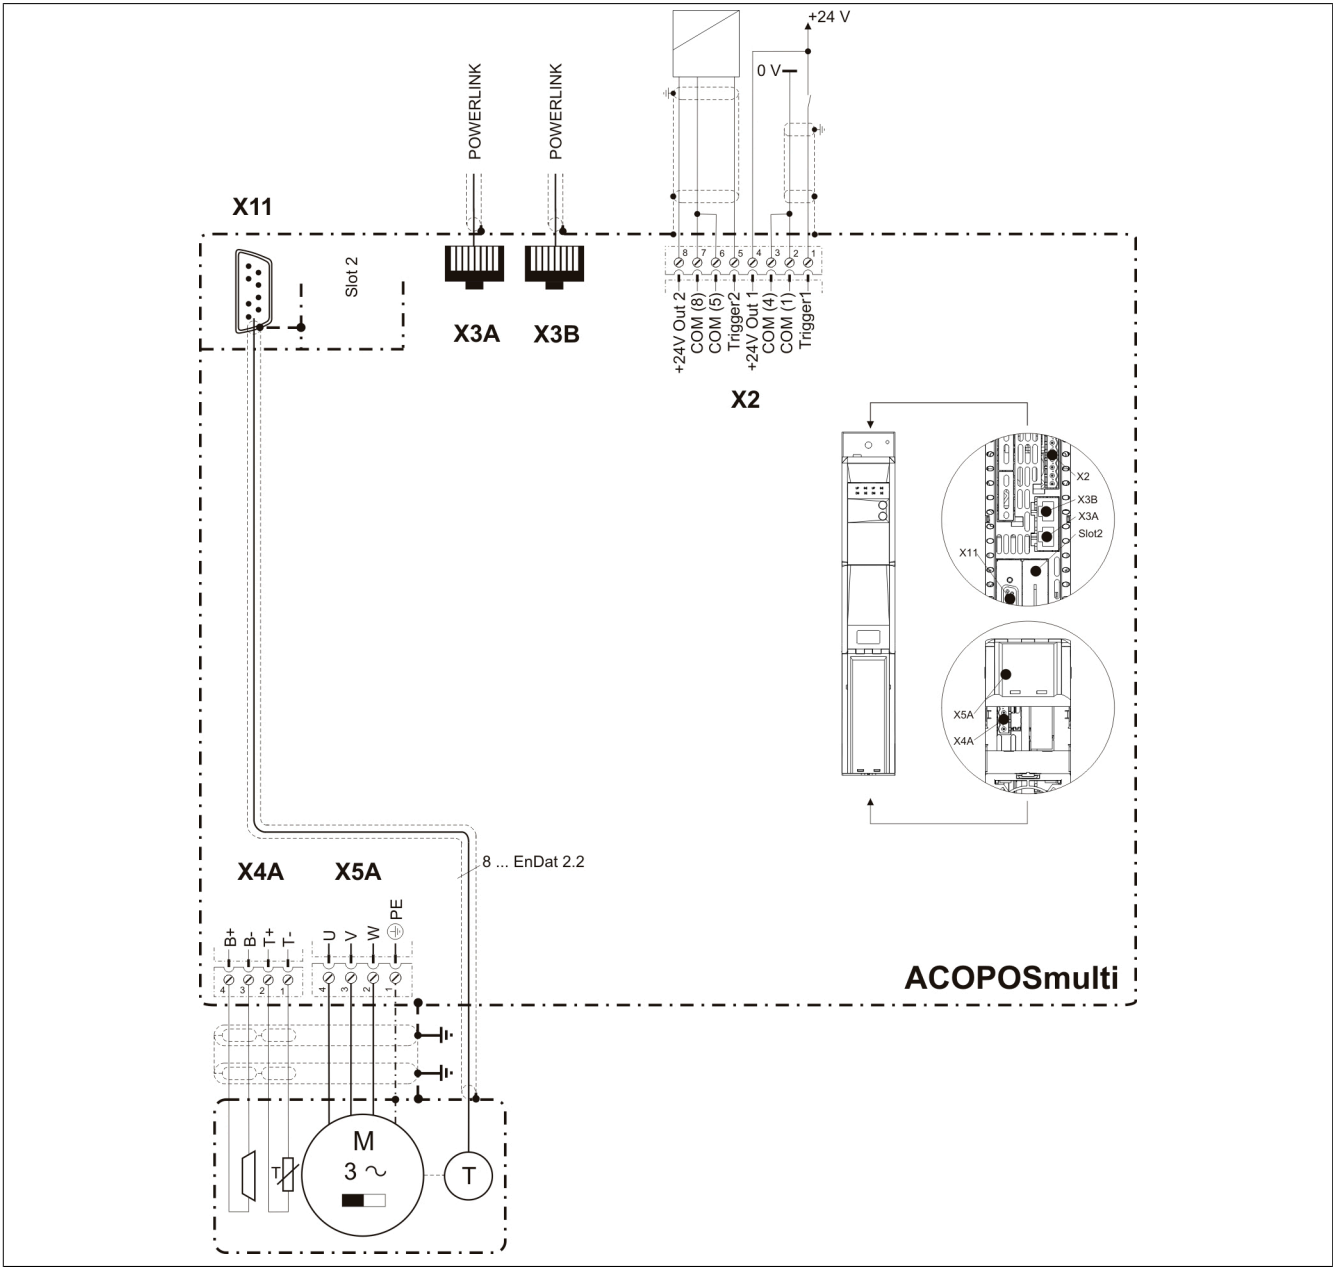 +24 V
0 V
POWERLINK
POWERLINK
X11
Slot 2
X3A
X3B
8 7 6 5 4 3 2 1
+24V Out 2
COM (8)
COM (5)
Trigger2
+24V Out 1
COM (4)
COM (1)
Trigger1
X2
X2
X3B
X3A
Slot2
X11
X5A
X4A
8 ... EnDat 2.2
X4A
X5A
B+
B-
T+
T-
U
V
W
PE
4 3 2 1
4 3 2 1
ACOPOSmulti
M
3 ~
T
T